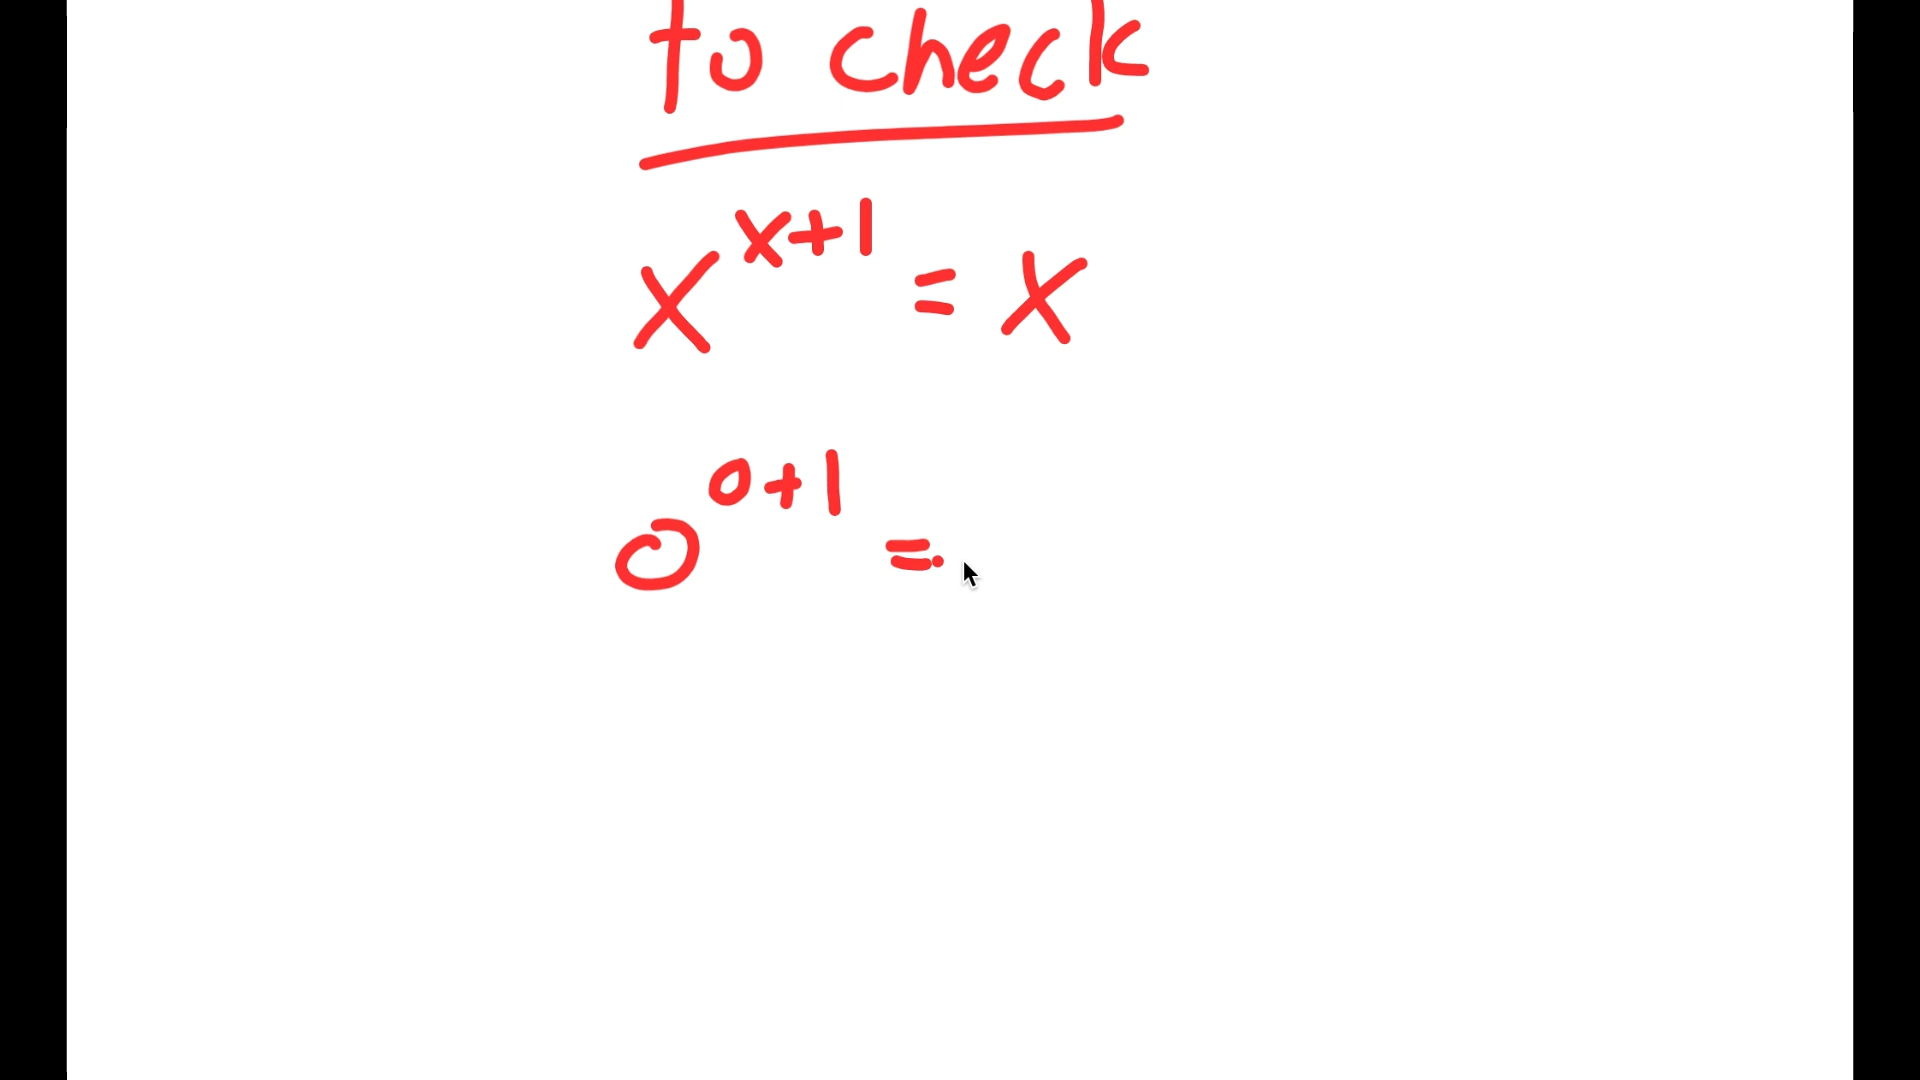 to check
x^{x+1} = x
0^{0+1} =